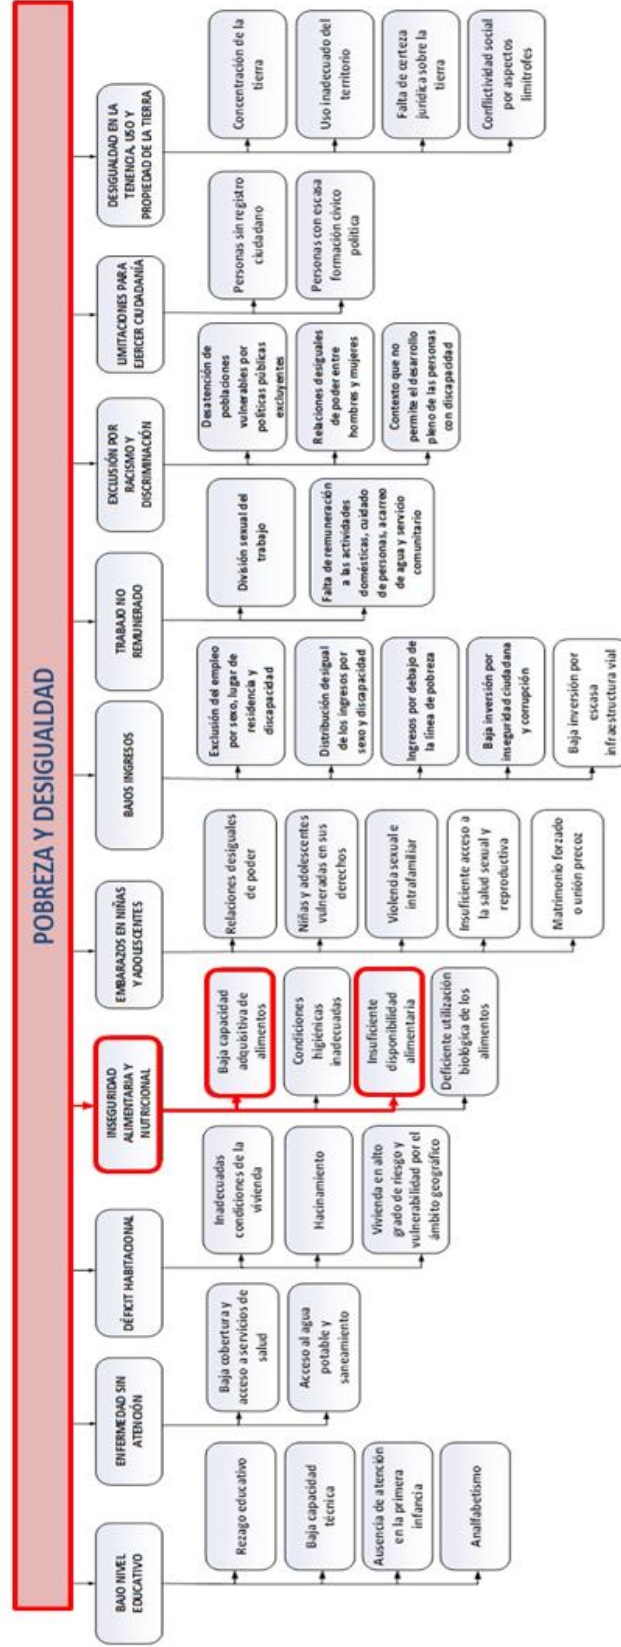 POBREZA Y DESIGUALDAD
BAJO NIVEL
EDUCATIVO
Rezago educativo
Baja capacidad
técnica
Ausencia de atención
en la primera
infancia
Analfabetismo
ENFERMEDAD SIN
ATENCIÓN
Baja cobertura y
acceso a servicios de
salud
Acceso al agua
potable y
saneamiento
DÉFICIT HABITACIONAL
Inadecuadas
condiciones de la
vivienda
Hacinamiento
Vivienda en alto
grado de riesgo y
vulnerabilidad por el
ámbito geográfico
INSEGURIDAD
ALIMENTARIA Y
NUTRICIONAL
Baja capacidad
adquisitiva de
alimentos
Condiciones
higiénicas
inadecuadas
Insuficiente
disponibilidad
alimentaria
Deficiente utilización
biológica de los
alimentos
EMBARAZOS EN NIÑAS
Y ADOLESCENTES
Relaciones desiguales
de poder
Niñas y adolescentes
vulneradas en sus
derechos
Violencia sexual e
intrafamiliar
Insuficiente acceso a
la salud sexual y
reproductiva
Matrimonio forzado
o unión precoz
BAJOS INGRESOS
Exclusión del empleo
por sexo, lugar de
residencia y
discapacidad
Distribución desigual
de los ingresos por
sexo y discapacidad
Ingresos por debajo de
la línea de pobreza
Baja inversión por
inseguridad ciudadana
y corrupción
Baja inversión por
escasa
infraestructura vial
TRABAJO NO
REMUNERADO
División sexual del
trabajo
Falta de remuneración
a las actividades
domésticas, cuidado
de personas, acarreo
de agua y servicio
comunitario
EXCLUSIÓN POR
RACISMO Y
DISCRIMINACIÓN
Desatención de
poblaciones
vulnerables por
políticas públicas
excluyentes
Relaciones desiguales
de poder entre
hombres y mujeres
Contexto que no
permite el desarrollo
pleno de las personas
con discapacidad
LIMITACIONES PARA
EJERCER CIUDADANÍA
Personas sin registro
ciudadano
Personas con escasa
formación cívico
política
DESIGUALDAD EN LA
TENENCIA, USO Y
PROPIEDAD DE LA TIERRA
Concentración de la
tierra
Uso inadecuado del
territorio
Falta de certeza
jurídica sobre la
tierra
Conflictividad social
por aspectos
limítrofes